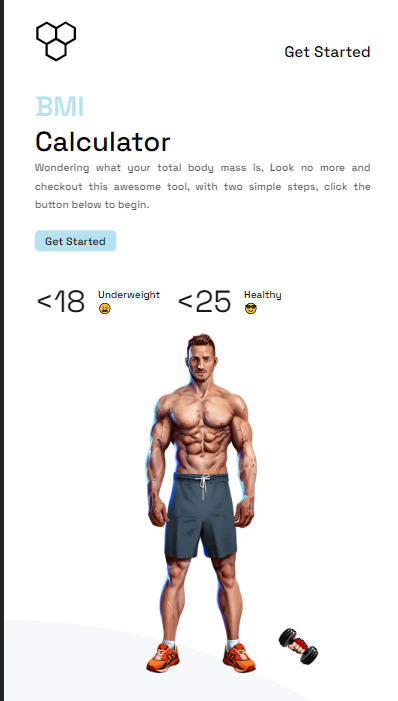 Get Started
BMI
Calculator
Wondering what your total body mass is, Look no more and
checkout this awesome tool, with two simple steps, click the
button below to begin.
Get Started
<18 Underweight <25 Healthy